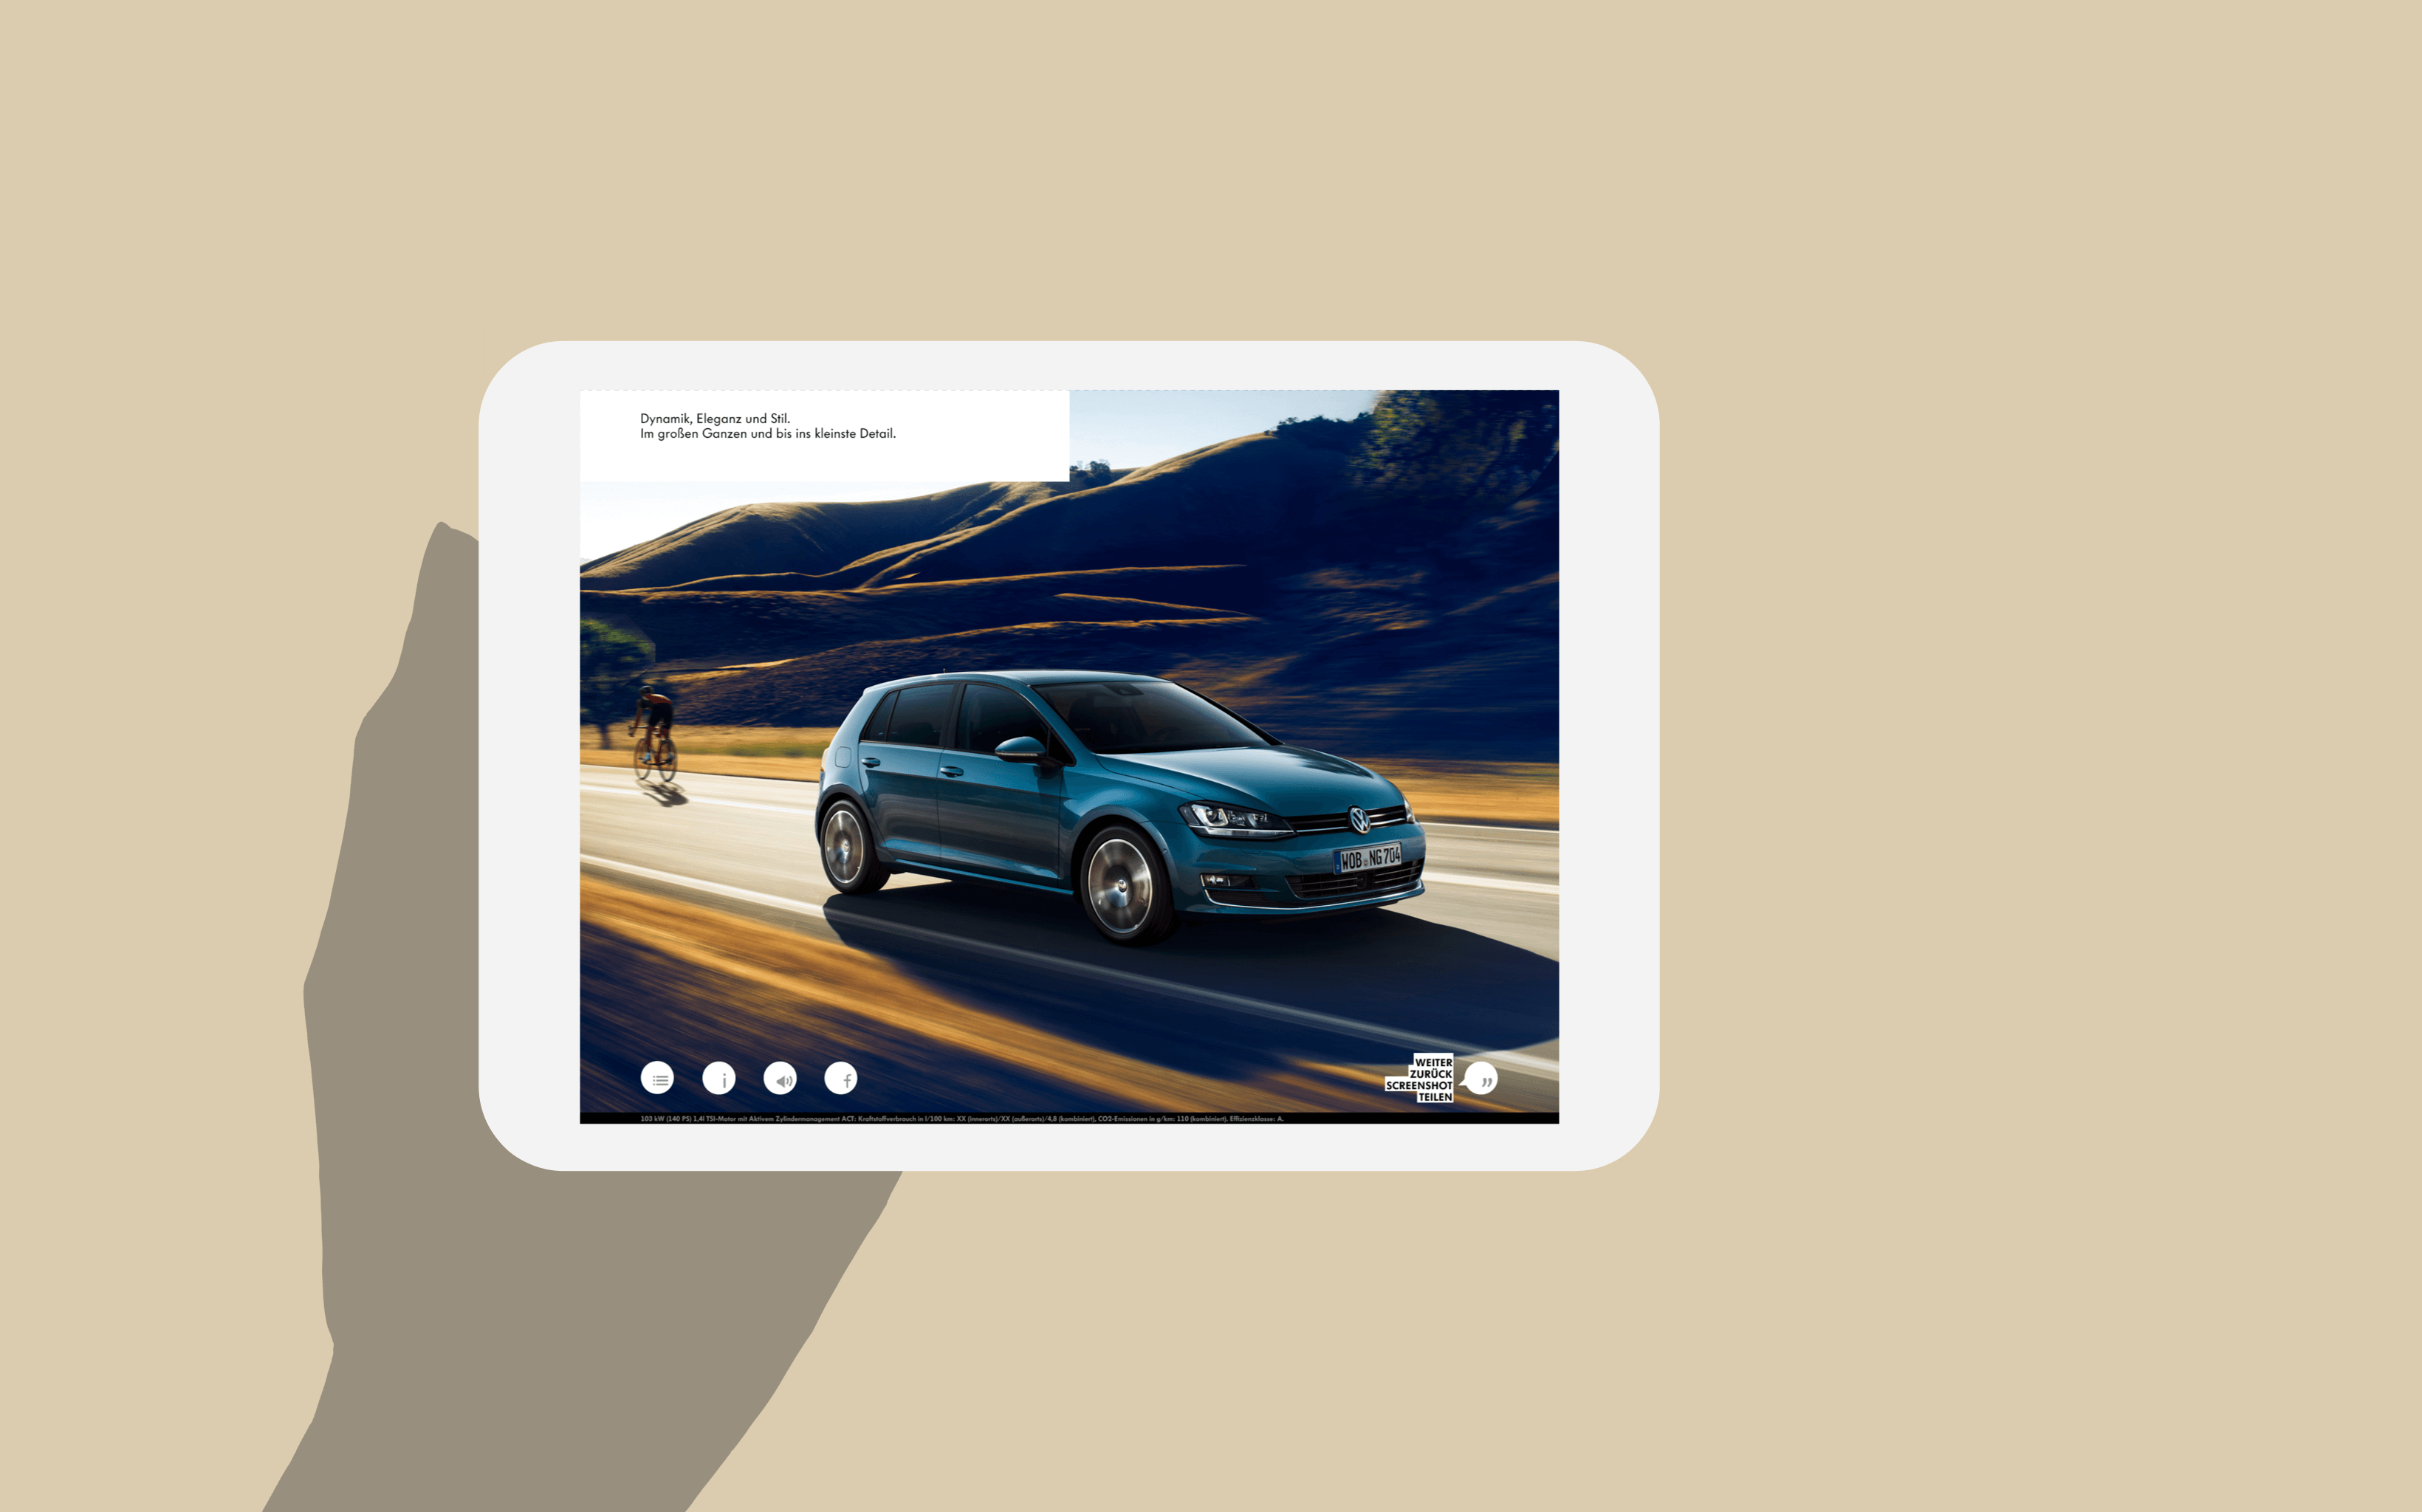 Dynamik, Eleganz und Stil.
Im großen Ganzen und bis ins kleinste Detail.
WOB NG 704
WEITER
ZURÜCK
SCREENSHOT
TEILEN
103 kW (140 PS) 1,4l TSI-Motor mit Aktivem Zylindermanagement ACT: Kraftstoffverbrauch in l/100 km: XX (innerorts)/XX (außerorts)/4,8 (kombiniert), CO2-Emissionen in g/km: 110 (kombiniert). Effizienzklasse: A.